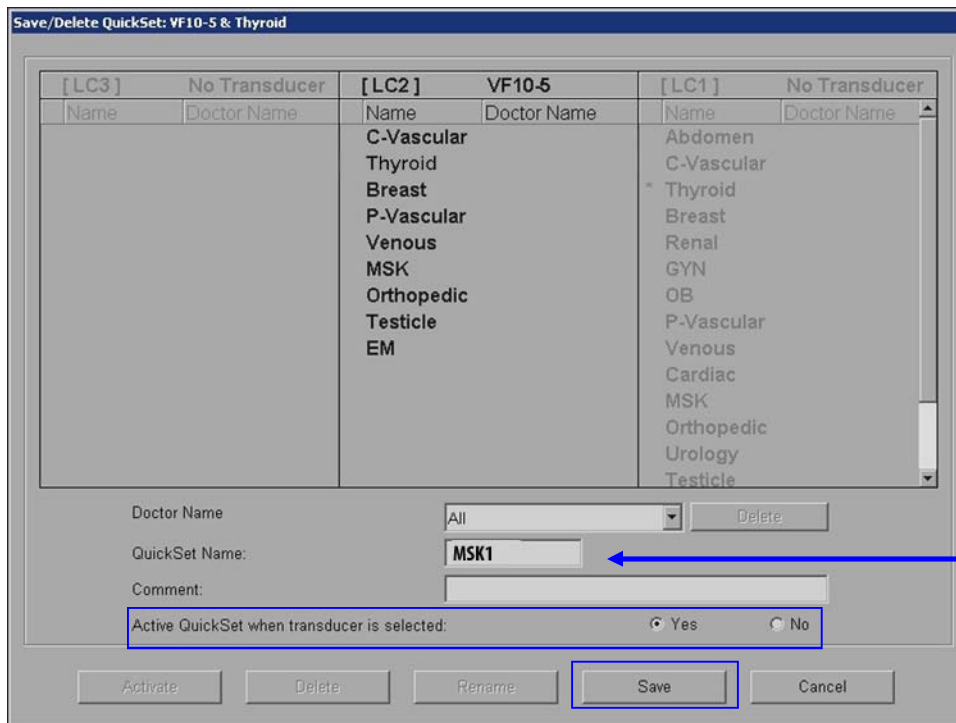 Save/Delete QuickSet: VF10-5 & Thyroid
[LC3] No Transducer [LC2] VF10-5 [LC1] No Transducer
Name Doctor Name Name Doctor Name Name Doctor Name
C-Vascular Abdomen
Thyroid C-Vascular
Breast * Thyroid
P-Vascular Breast
Venous Renal
MSK GYN
Orthopedic OB
Testicle P-Vascular
EM Venous
Cardiac
MSK
Orthopedic
Urology
Testicle
Doctor Name All Delete
QuickSet Name: MSK1
Comment:
Active QuickSet when transducer is selected: Yes No
Activate Delete Rename Save Cancel